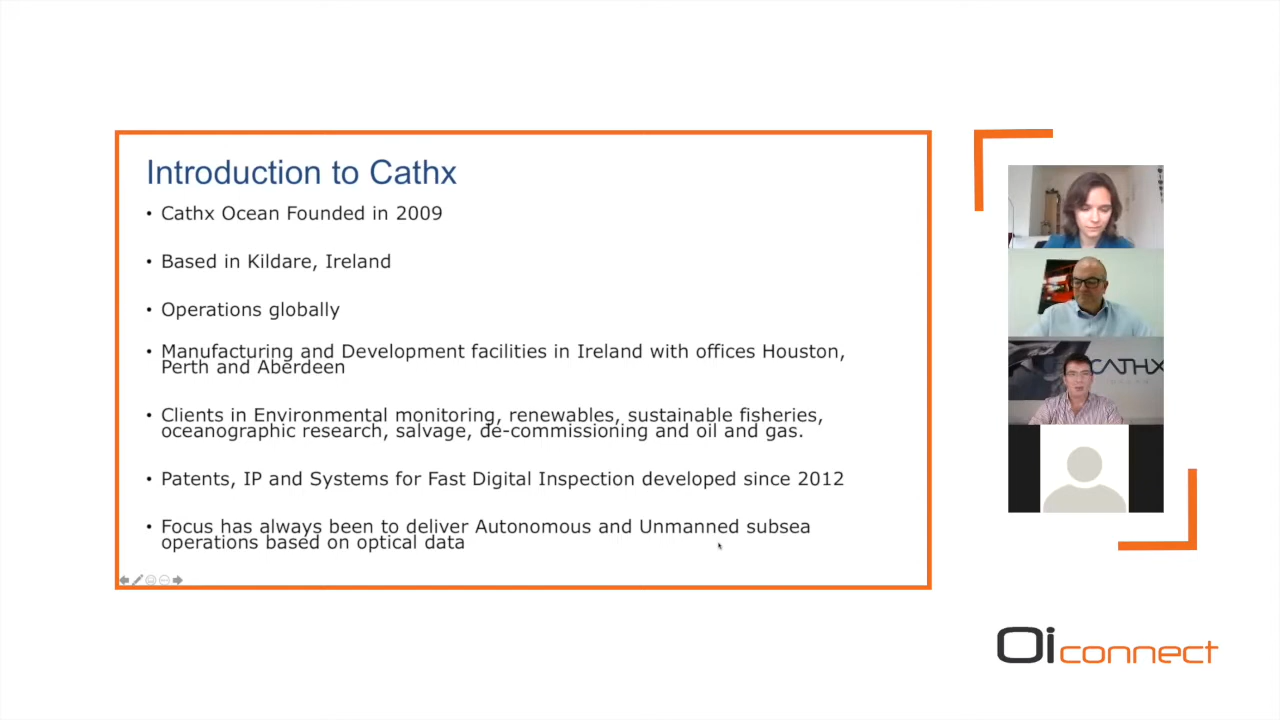 Introduction to Cathx
• Cathx Ocean Founded in 2009
• Based in Kildare, Ireland
• Operations globally
• Manufacturing and Development facilities in Ireland with offices Houston,
Perth and Aberdeen
• Clients in Environmental monitoring, renewables, sustainable fisheries,
oceanographic research, salvage, de-commissioning and oil and gas.
• Patents, IP and Systems for Fast Digital Inspection developed since 2012
• Focus has always been to deliver Autonomous and Unmanned subsea
operations based on optical data
CATHX
Oi connect